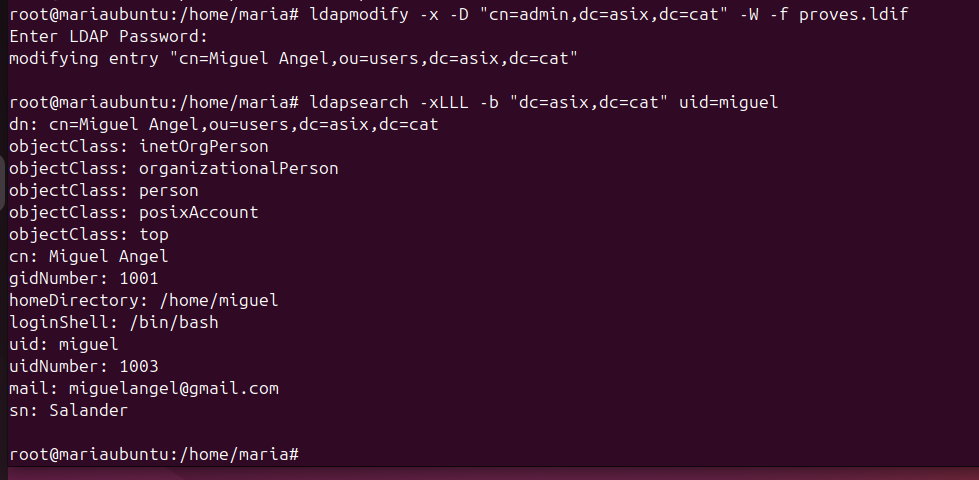 root@mariaubuntu:/home/maria# ldapmodify -x -D "cn=admin,dc=asix,dc=cat" -W -f proves.ldif
Enter LDAP Password:
modifying entry "cn=Miguel Angel,ou=users,dc=asix,dc=cat"
root@mariaubuntu:/home/maria# ldapsearch -xLLL -b "dc=asix,dc=cat" uid=miguel
dn: cn=Miguel Angel,ou=users,dc=asix,dc=cat
objectClass: inetOrgPerson
objectClass: organizationalPerson
objectClass: person
objectClass: posixAccount
objectClass: top
cn: Miguel Angel
gidNumber: 1001
homeDirectory: /home/miguel
loginShell: /bin/bash
uid: miguel
uidNumber: 1003
mail: miguelangel@gmail.com
sn: Salander
root@mariaubuntu:/home/maria#